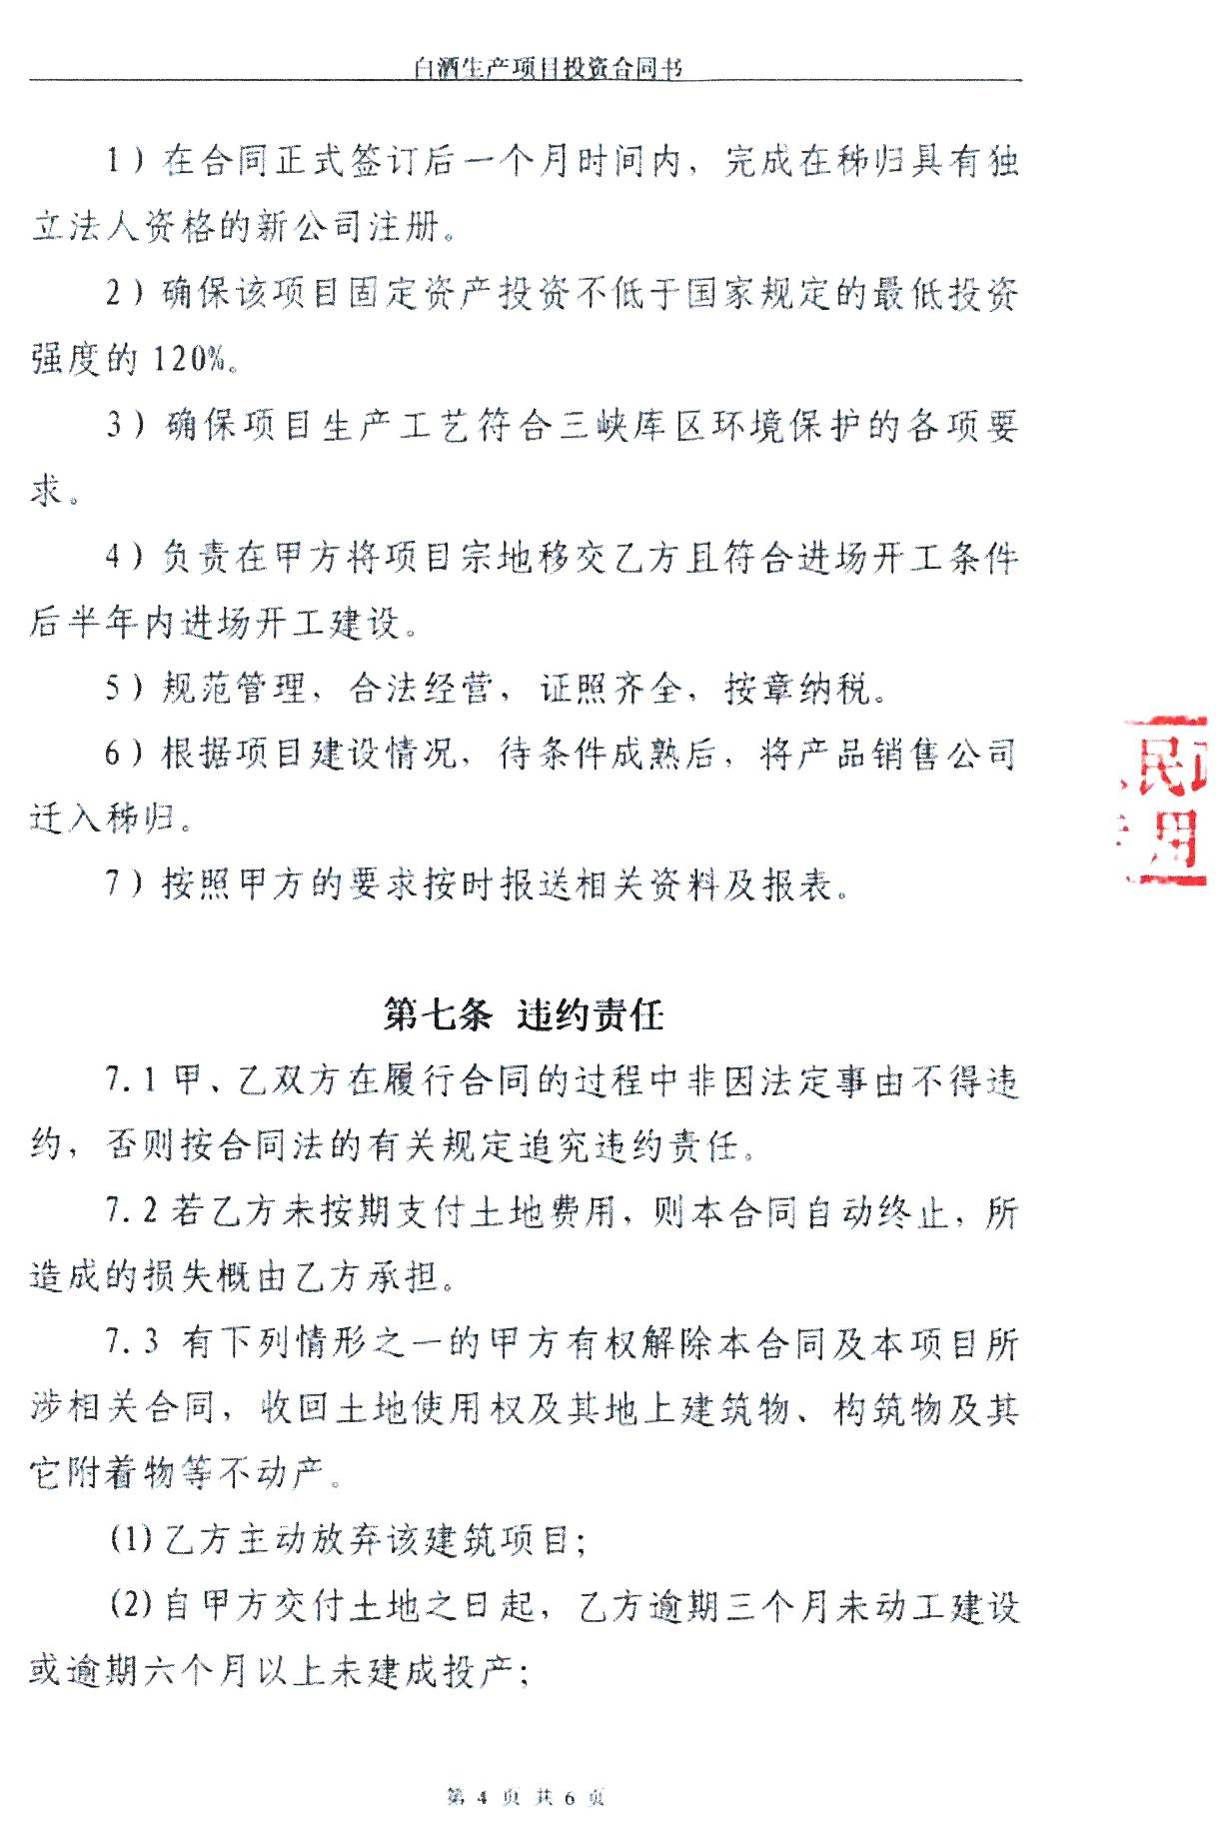 白酒生产项目投资合同书
1）在合同正式签订后一个月时间内，完成在秭归具有独
立法人资格的新公司注册。
2）确保该项目固定资产投资不低于国家规定的最低投资
强度的 120%。
3）确保项目生产工艺符合三峡库区环境保护的各项要
求。
4）负责在甲方将项目宗地移交乙方且符合进场开工条件
后半年内进场开工建设。
5）规范管理，合法经营，证照齐全，按章纳税。
6）根据项目建设情况，待条件成熟后，将产品销售公司
迁入秭归。
7）按照甲方的要求按时报送相关资料及报表。
民
用
第七条 违约责任
7.1 甲、乙双方在履行合同的过程中非因法定事由不得违
约，否则按合同法的有关规定追究违约责任。
7.2 若乙方未按期支付土地费用，则本合同自动终止，所
造成的损失概由乙方承担。
7.3 有下列情形之一的甲方有权解除本合同及本项目所
涉相关合同，收回土地使用权及其地上建筑物、构筑物及其
它附着物等不动产。
(1)乙方主动放弃该建筑项目；
(2)自甲方交付土地之日起，乙方逾期三个月未动工建设
或逾期六个月以上未建成投产；
第 4 页 共 6 页